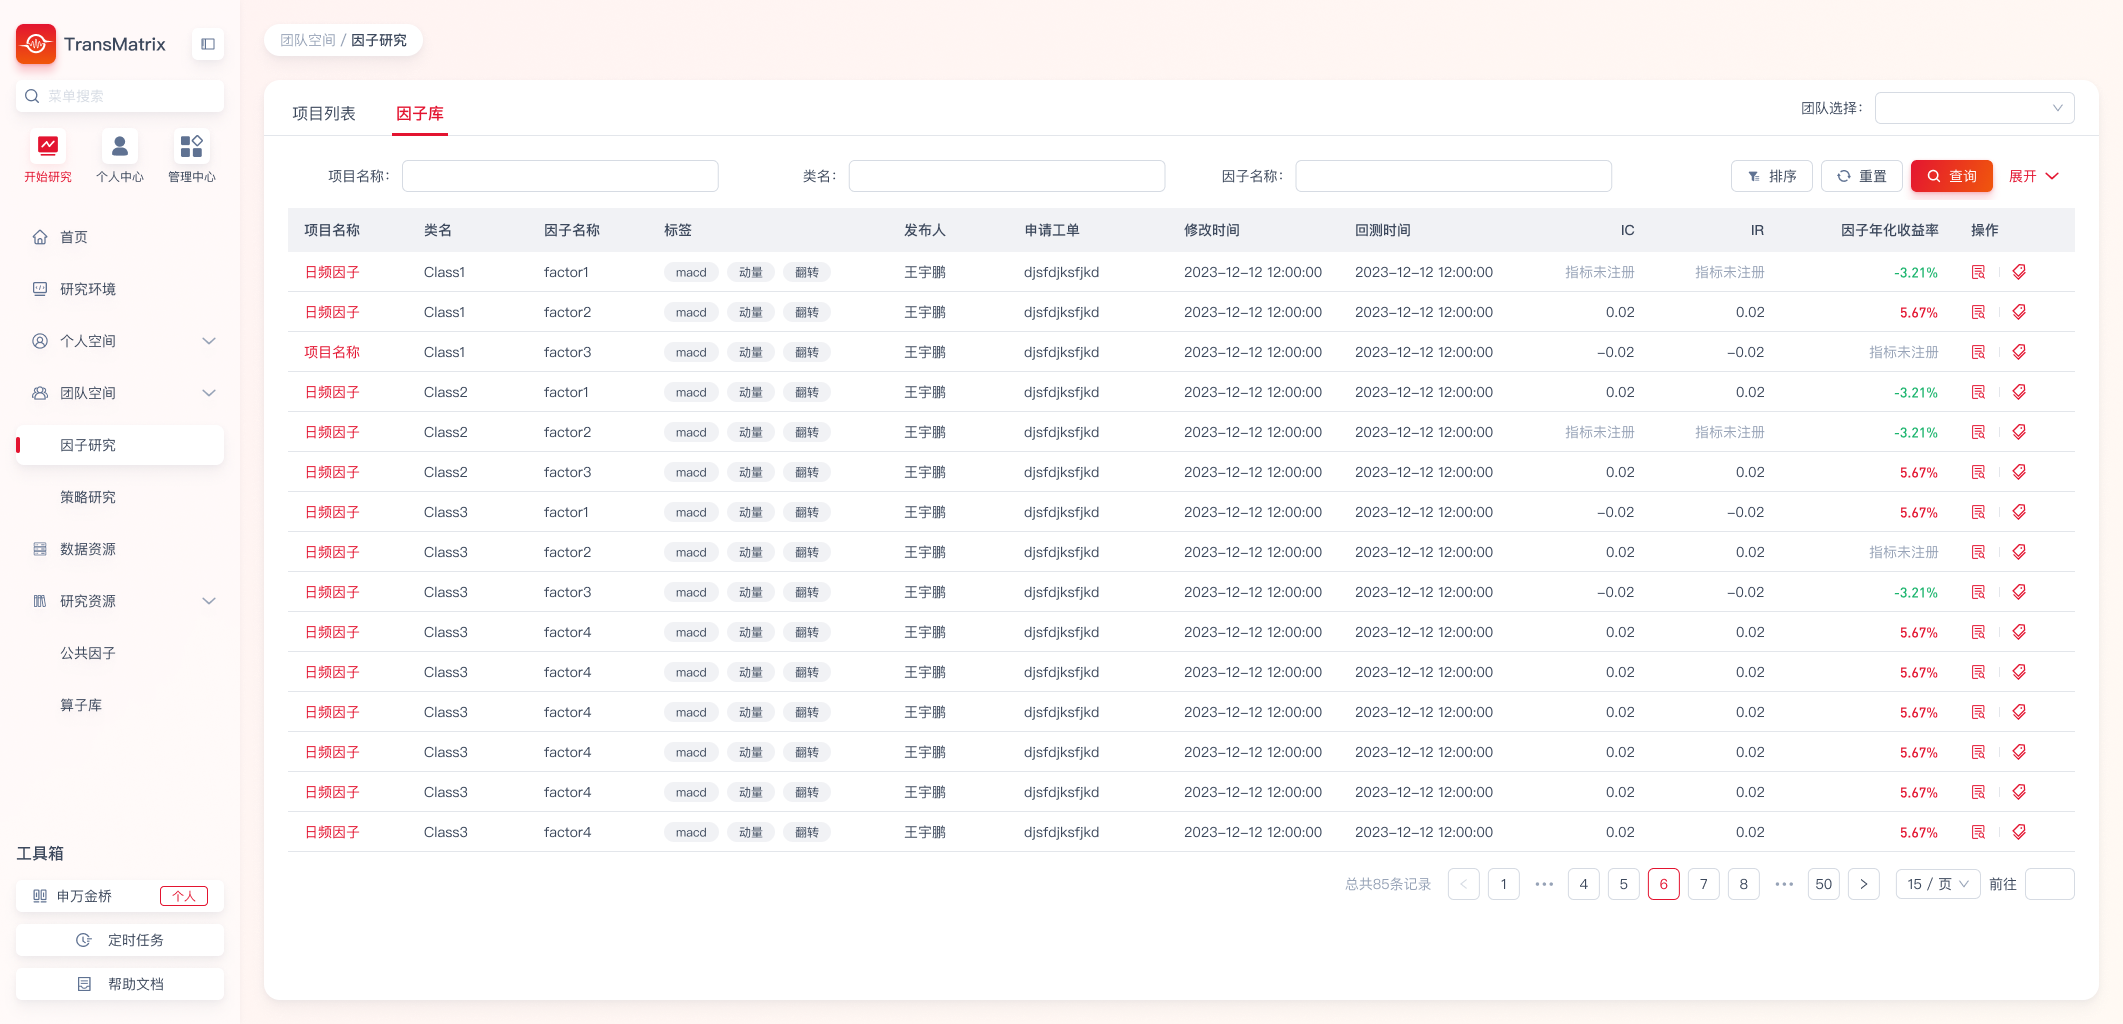 TransMatrix
菜单搜索
开始研究 个人中心 管理中心
首页
研究环境
个人空间
团队空间
因子研究
策略研究
数据资源
研究资源
公共因子
算子库
工具箱
申万金桥 个人
定时任务
帮助文档
团队空间 / 因子研究
项目列表 因子库 团队选择：
项目名称： 类名： 因子名称： 排序 重置 查询 展开
项目名称 类名 因子名称 标签 发布人 申请工单 修改时间 回测时间 IC IR 因子年化收益率 操作
日频因子 Class1 factor1 macd 动量 翻转 王宇鹏 djsfdjksfjkd 2023-12-12 12:00:00 2023-12-12 12:00:00 指标未注册 指标未注册 -3.21%
日频因子 Class1 factor2 macd 动量 翻转 王宇鹏 djsfdjksfjkd 2023-12-12 12:00:00 2023-12-12 12:00:00 0.02 0.02 5.67%
项目名称 Class1 factor3 macd 动量 翻转 王宇鹏 djsfdjksfjkd 2023-12-12 12:00:00 2023-12-12 12:00:00 -0.02 -0.02 指标未注册
日频因子 Class2 factor1 macd 动量 翻转 王宇鹏 djsfdjksfjkd 2023-12-12 12:00:00 2023-12-12 12:00:00 0.02 0.02 -3.21%
日频因子 Class2 factor2 macd 动量 翻转 王宇鹏 djsfdjksfjkd 2023-12-12 12:00:00 2023-12-12 12:00:00 指标未注册 指标未注册 -3.21%
日频因子 Class2 factor3 macd 动量 翻转 王宇鹏 djsfdjksfjkd 2023-12-12 12:00:00 2023-12-12 12:00:00 0.02 0.02 5.67%
日频因子 Class3 factor1 macd 动量 翻转 王宇鹏 djsfdjksfjkd 2023-12-12 12:00:00 2023-12-12 12:00:00 -0.02 -0.02 5.67%
日频因子 Class3 factor2 macd 动量 翻转 王宇鹏 djsfdjksfjkd 2023-12-12 12:00:00 2023-12-12 12:00:00 0.02 0.02 指标未注册
日频因子 Class3 factor3 macd 动量 翻转 王宇鹏 djsfdjksfjkd 2023-12-12 12:00:00 2023-12-12 12:00:00 -0.02 -0.02 -3.21%
日频因子 Class3 factor4 macd 动量 翻转 王宇鹏 djsfdjksfjkd 2023-12-12 12:00:00 2023-12-12 12:00:00 0.02 0.02 5.67%
日频因子 Class3 factor4 macd 动量 翻转 王宇鹏 djsfdjksfjkd 2023-12-12 12:00:00 2023-12-12 12:00:00 0.02 0.02 5.67%
日频因子 Class3 factor4 macd 动量 翻转 王宇鹏 djsfdjksfjkd 2023-12-12 12:00:00 2023-12-12 12:00:00 0.02 0.02 5.67%
日频因子 Class3 factor4 macd 动量 翻转 王宇鹏 djsfdjksfjkd 2023-12-12 12:00:00 2023-12-12 12:00:00 0.02 0.02 5.67%
日频因子 Class3 factor4 macd 动量 翻转 王宇鹏 djsfdjksfjkd 2023-12-12 12:00:00 2023-12-12 12:00:00 0.02 0.02 5.67%
日频因子 Class3 factor4 macd 动量 翻转 王宇鹏 djsfdjksfjkd 2023-12-12 12:00:00 2023-12-12 12:00:00 0.02 0.02 5.67%
总共85条记录 < 1 ••• 4 5 6 7 8 ••• 50 > 15 / 页 前往